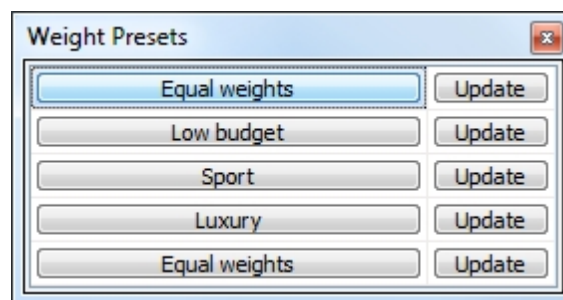 Weight Presets
Equal weights Update
Low budget Update
Sport Update
Luxury Update
Equal weights Update